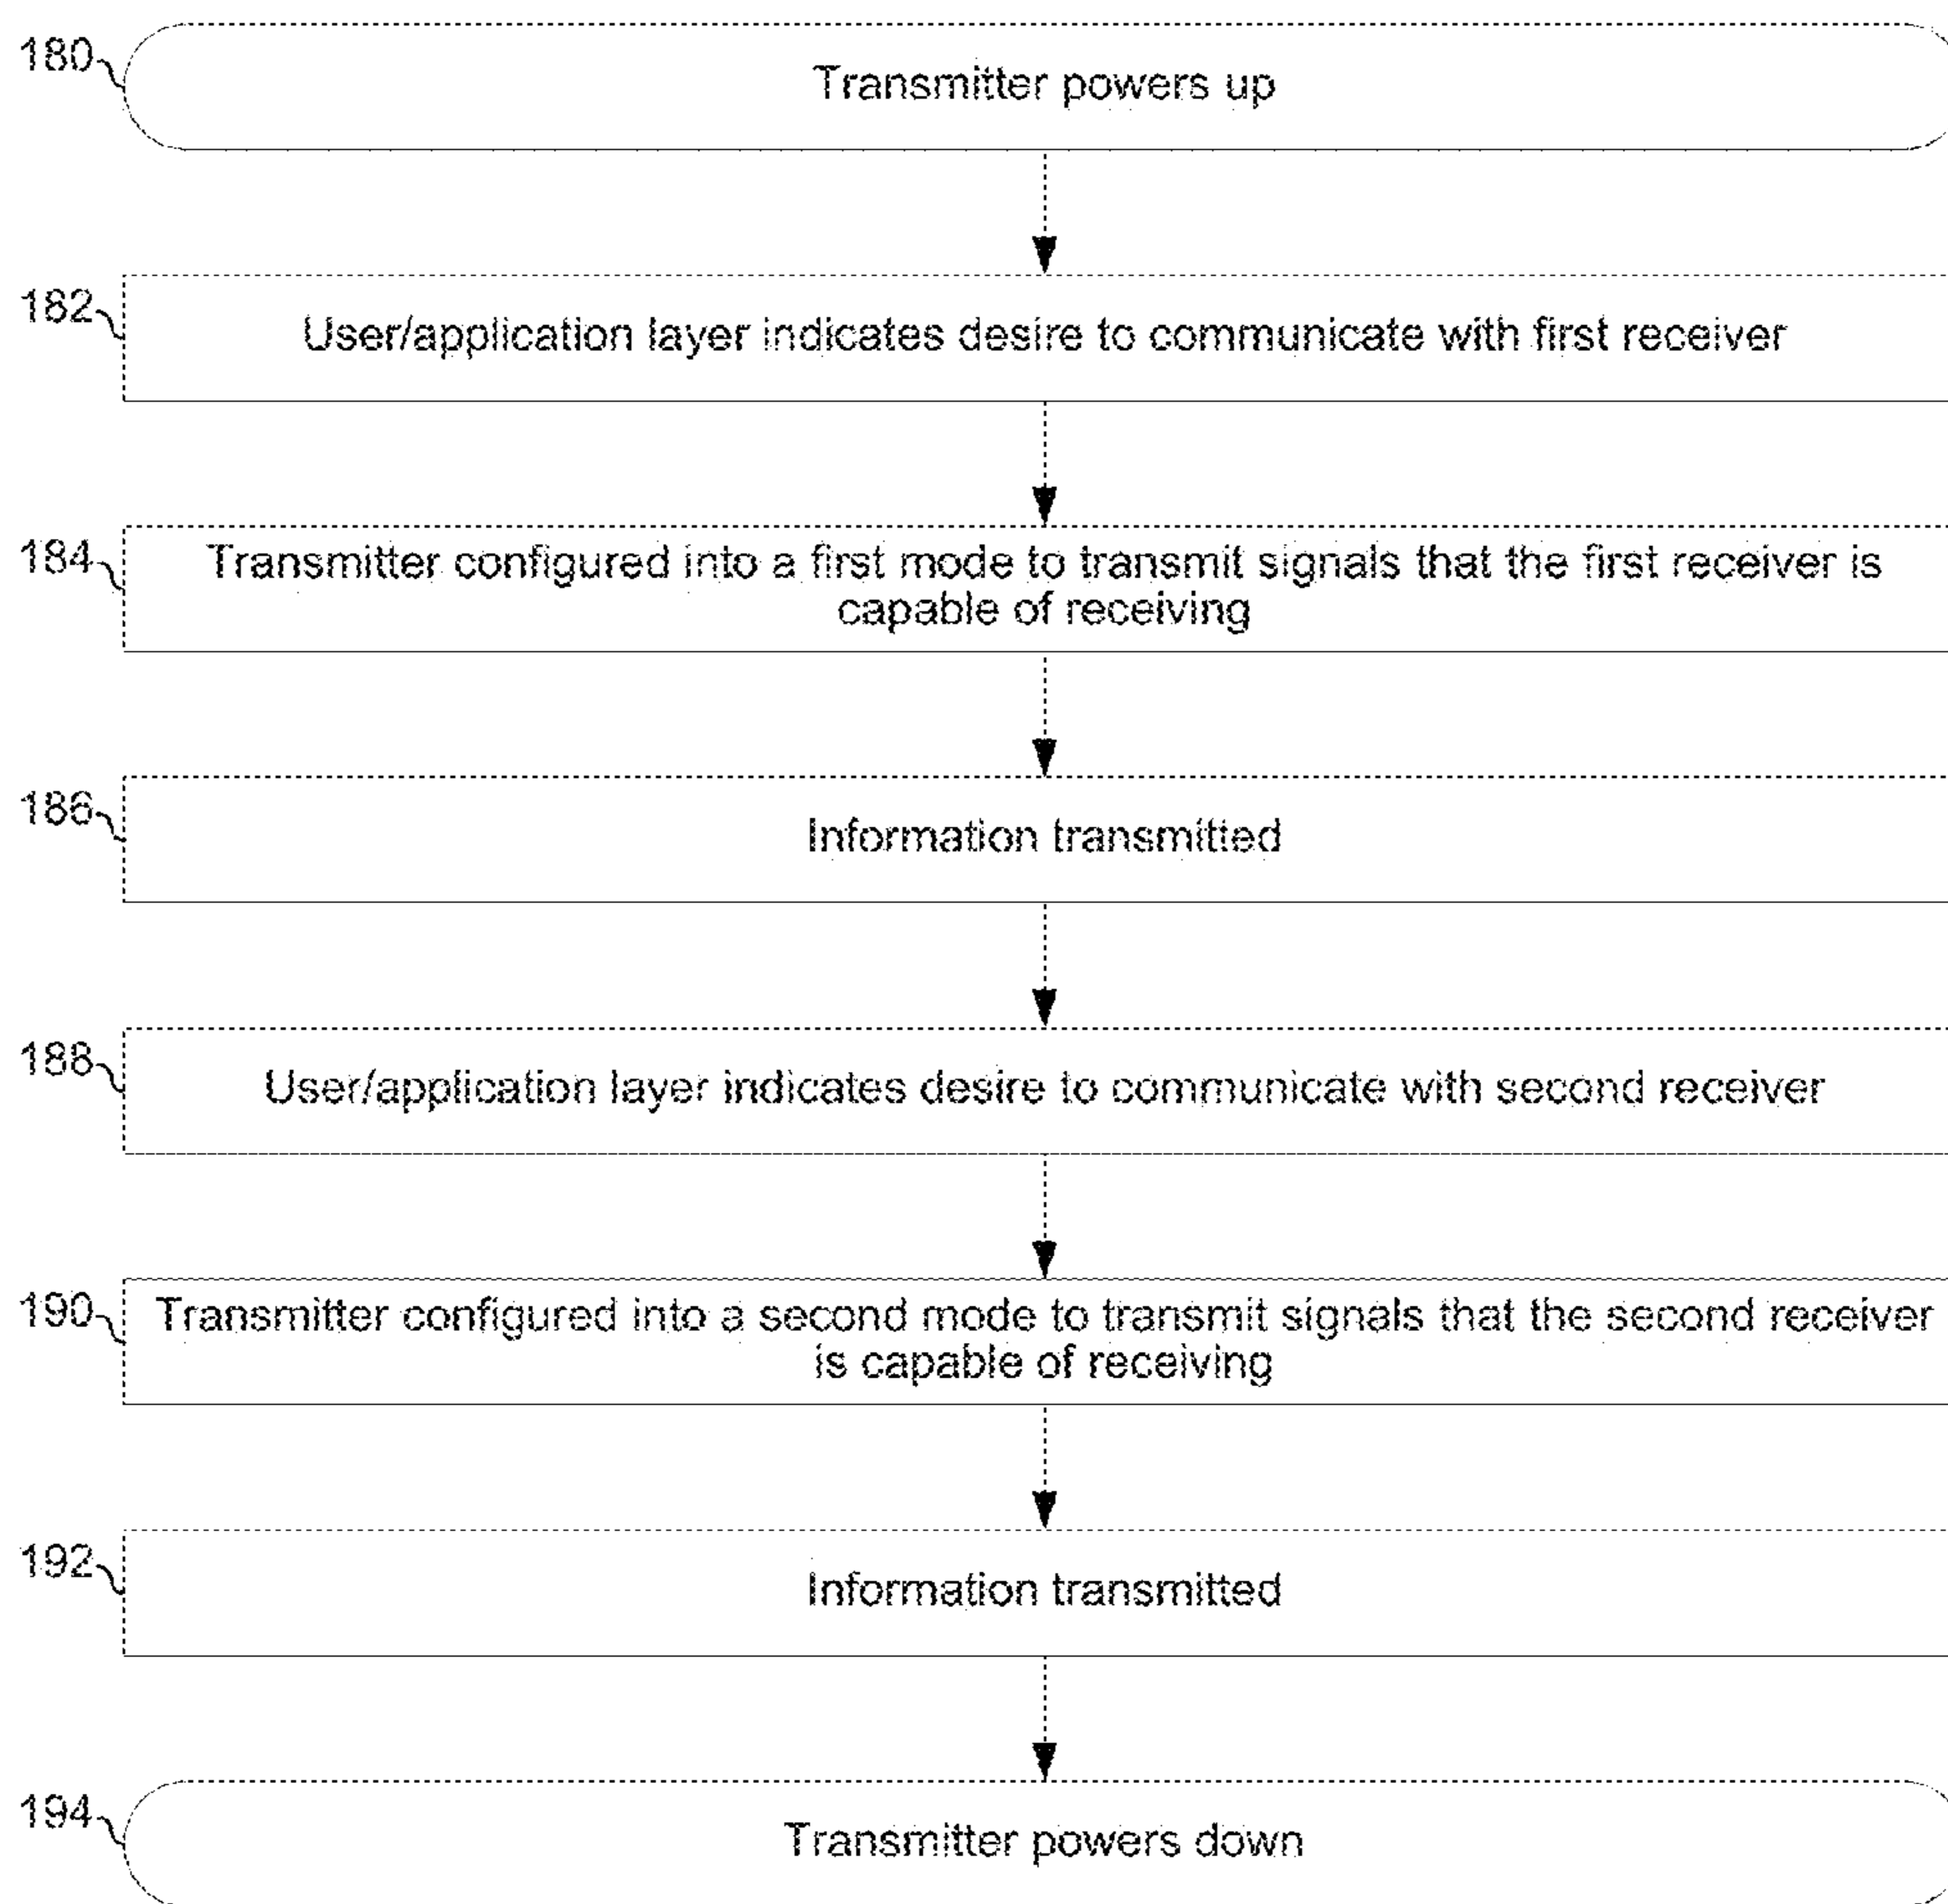 180
Transmitter powers up
182
User/application layer indicates desire to communicate with first receiver
184
Transmitter configured into a first mode to transmit signals that the first receiver is
capable of receiving
186
Information transmitted
188
User/application layer indicates desire to communicate with second receiver
190
Transmitter configured into a second mode to transmit signals that the second receiver
is capable of receiving
192
Information transmitted
194
Transmitter powers down